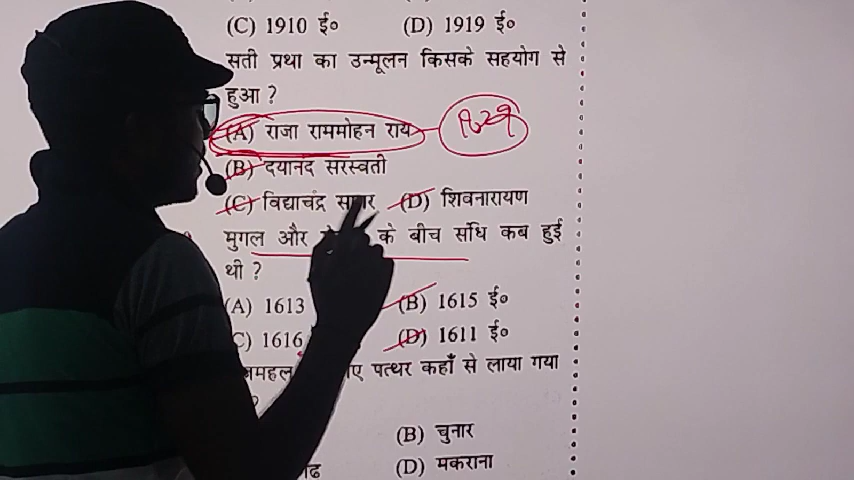 (C) 1910 ई० (D) 1919 ई०
सती प्रथा का उन्मूलन किसके सहयोग से
हुआ ?
(A) राजा राममोहन राय
(B) दयानद सरस्वती
(C) विद्याचंद्र (D) शिवनारायण
मुगल और के बीच संधि कब हुई
थी ?
(A) 1613 (B) 1615 ई०
C) 1616 (D) 1611 ई०
पत्थर कहाँ से लाया गया
?
(B) चुनार
(D) मकराना